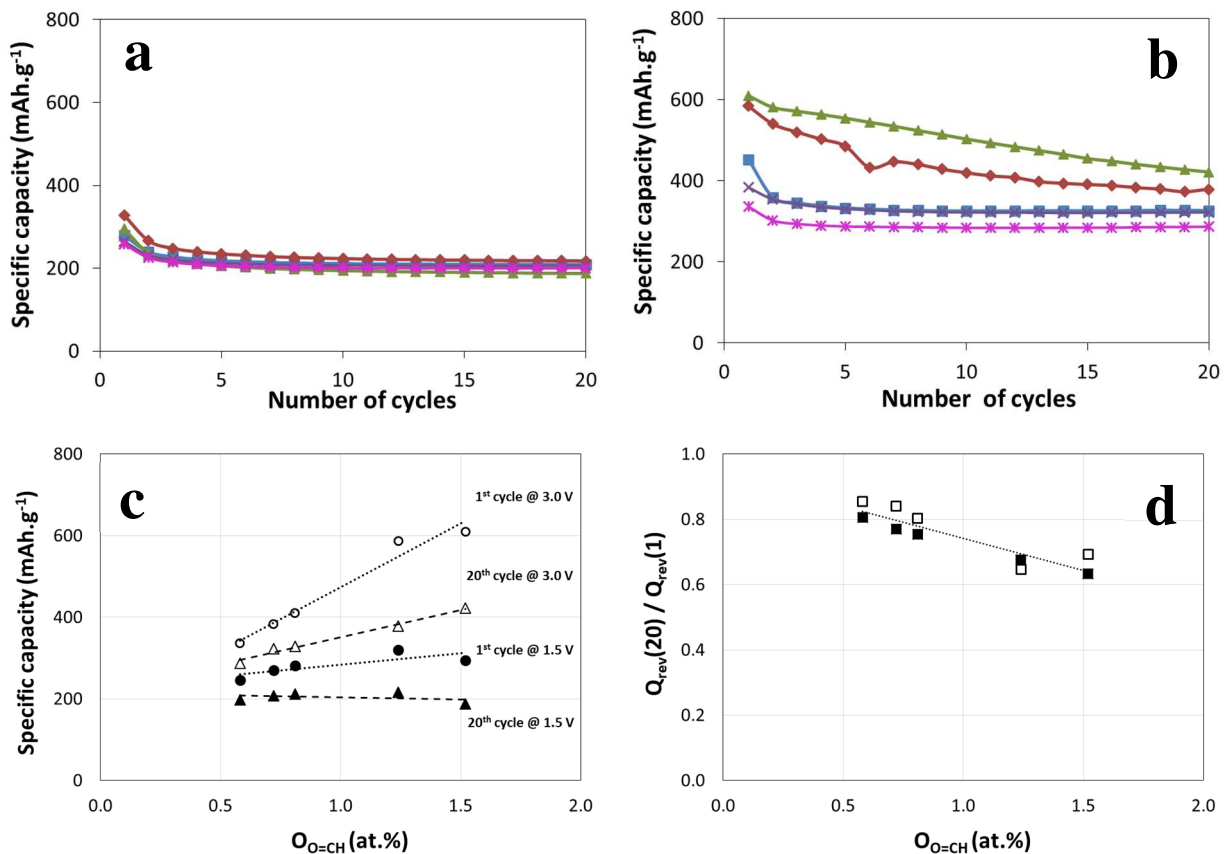 a
Specific capacity (mAh.g⁻¹)
800
600
400
200
0
0 5 10 15 20
Number of cycles
b
Specific capacity (mAh.g⁻¹)
800
600
400
200
0
0 5 10 15 20
Number of cycles
c
Specific capacity (mAh.g⁻¹)
800
600
400
200
0
1ˢᵗ cycle @ 3.0 V
20ᵗʰ cycle @ 3.0 V
1ˢᵗ cycle @ 1.5 V
20ᵗʰ cycle @ 1.5 V
0.0 0.5 1.0 1.5 2.0
O_O=CH (at.%)
d
Q_rev(20) / Q_rev(1)
1.0
0.8
0.6
0.4
0.2
0.0
0.0 0.5 1.0 1.5 2.0
O_O=CH (at.%)